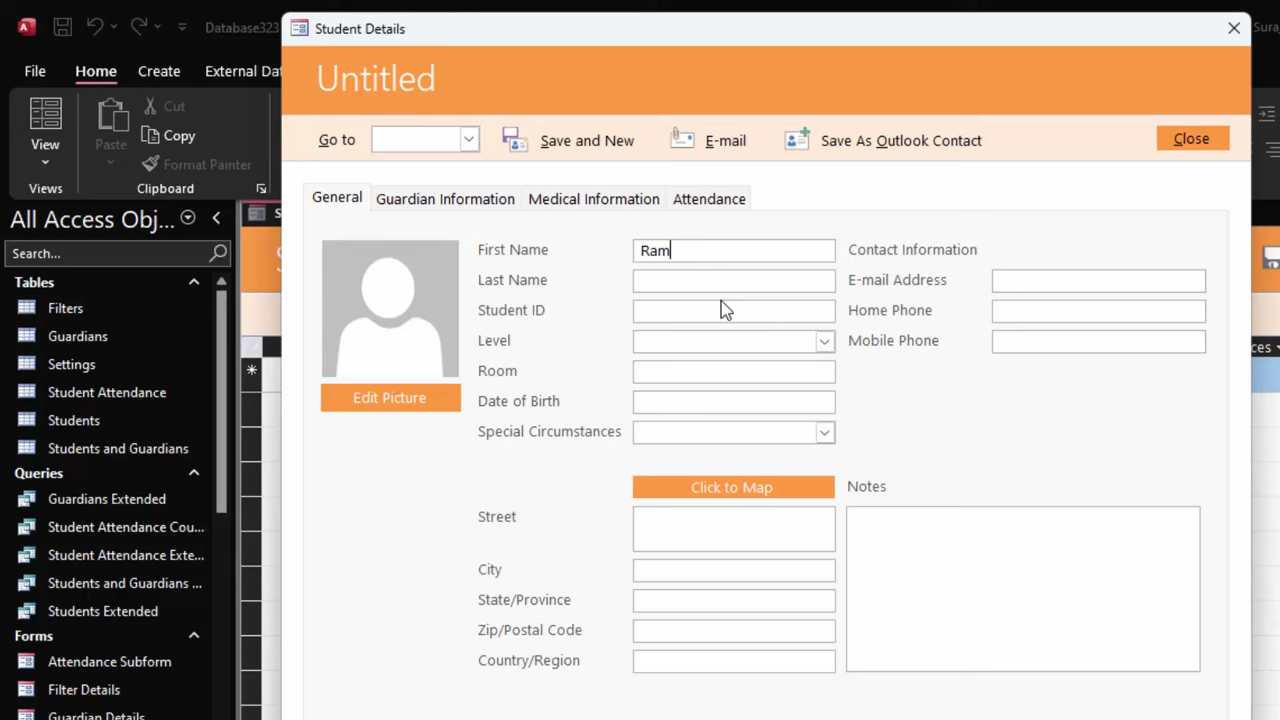 Database323
Student Details
Untitled
File
Home
Create
External Dat
View
Views
Paste
Cut
Copy
Format Painter
Clipboard
Go to
Save and New
E-mail
Save As Outlook Contact
Close
All Access Obj...
Search...
Tables
Filters
Guardians
Settings
Student Attendance
Students
Students and Guardians
Queries
Guardians Extended
Student Attendance Cou...
Student Attendance Exte...
Students and Guardians ...
Students Extended
Forms
Attendance Subform
Filter Details
Guardian Details
General
Guardian Information
Medical Information
Attendance
Edit Picture
First Name
Ram
Last Name
Student ID
Level
Room
Date of Birth
Special Circumstances
Click to Map
Street
City
State/Province
Zip/Postal Code
Country/Region
Contact Information
E-mail Address
Home Phone
Mobile Phone
Notes
Sura
ces